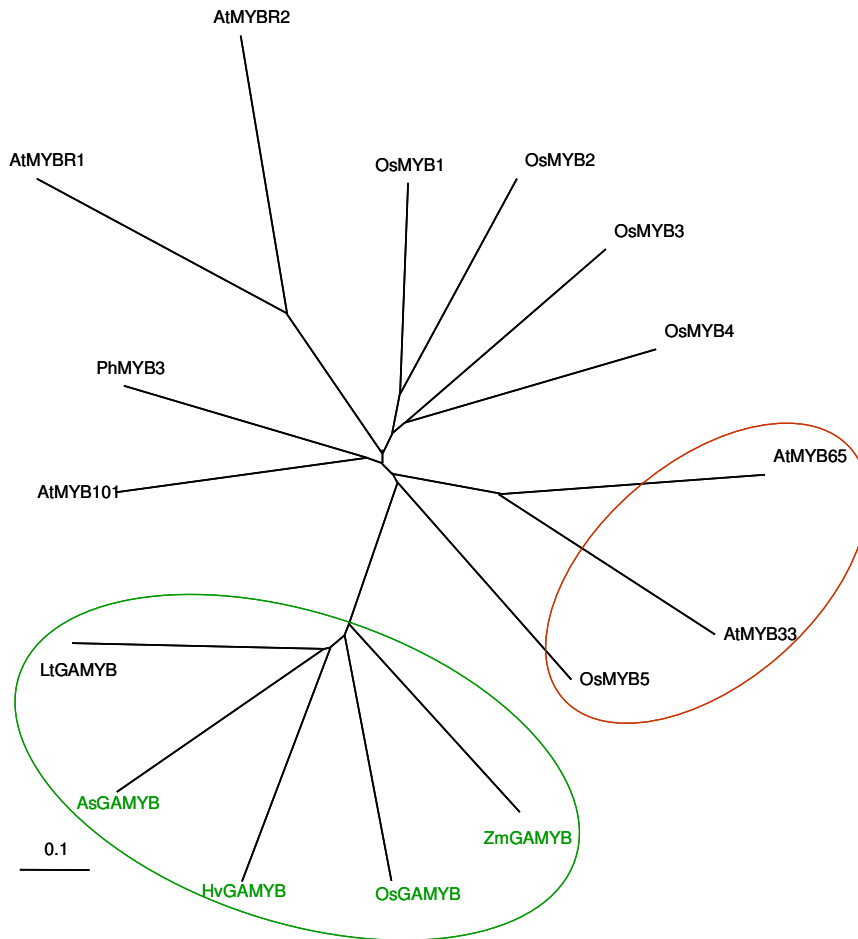 AtMYBR2
AtMYBR1
OsMYB1
OsMYB2
OsMYB3
OsMYB4
PhMYB3
AtMYB65
AtMYB101
AtMYB33
LtGAMYB
OsMYB5
AsGAMYB
ZmGAMYB
0.1
HvGAMYB
OsGAMYB